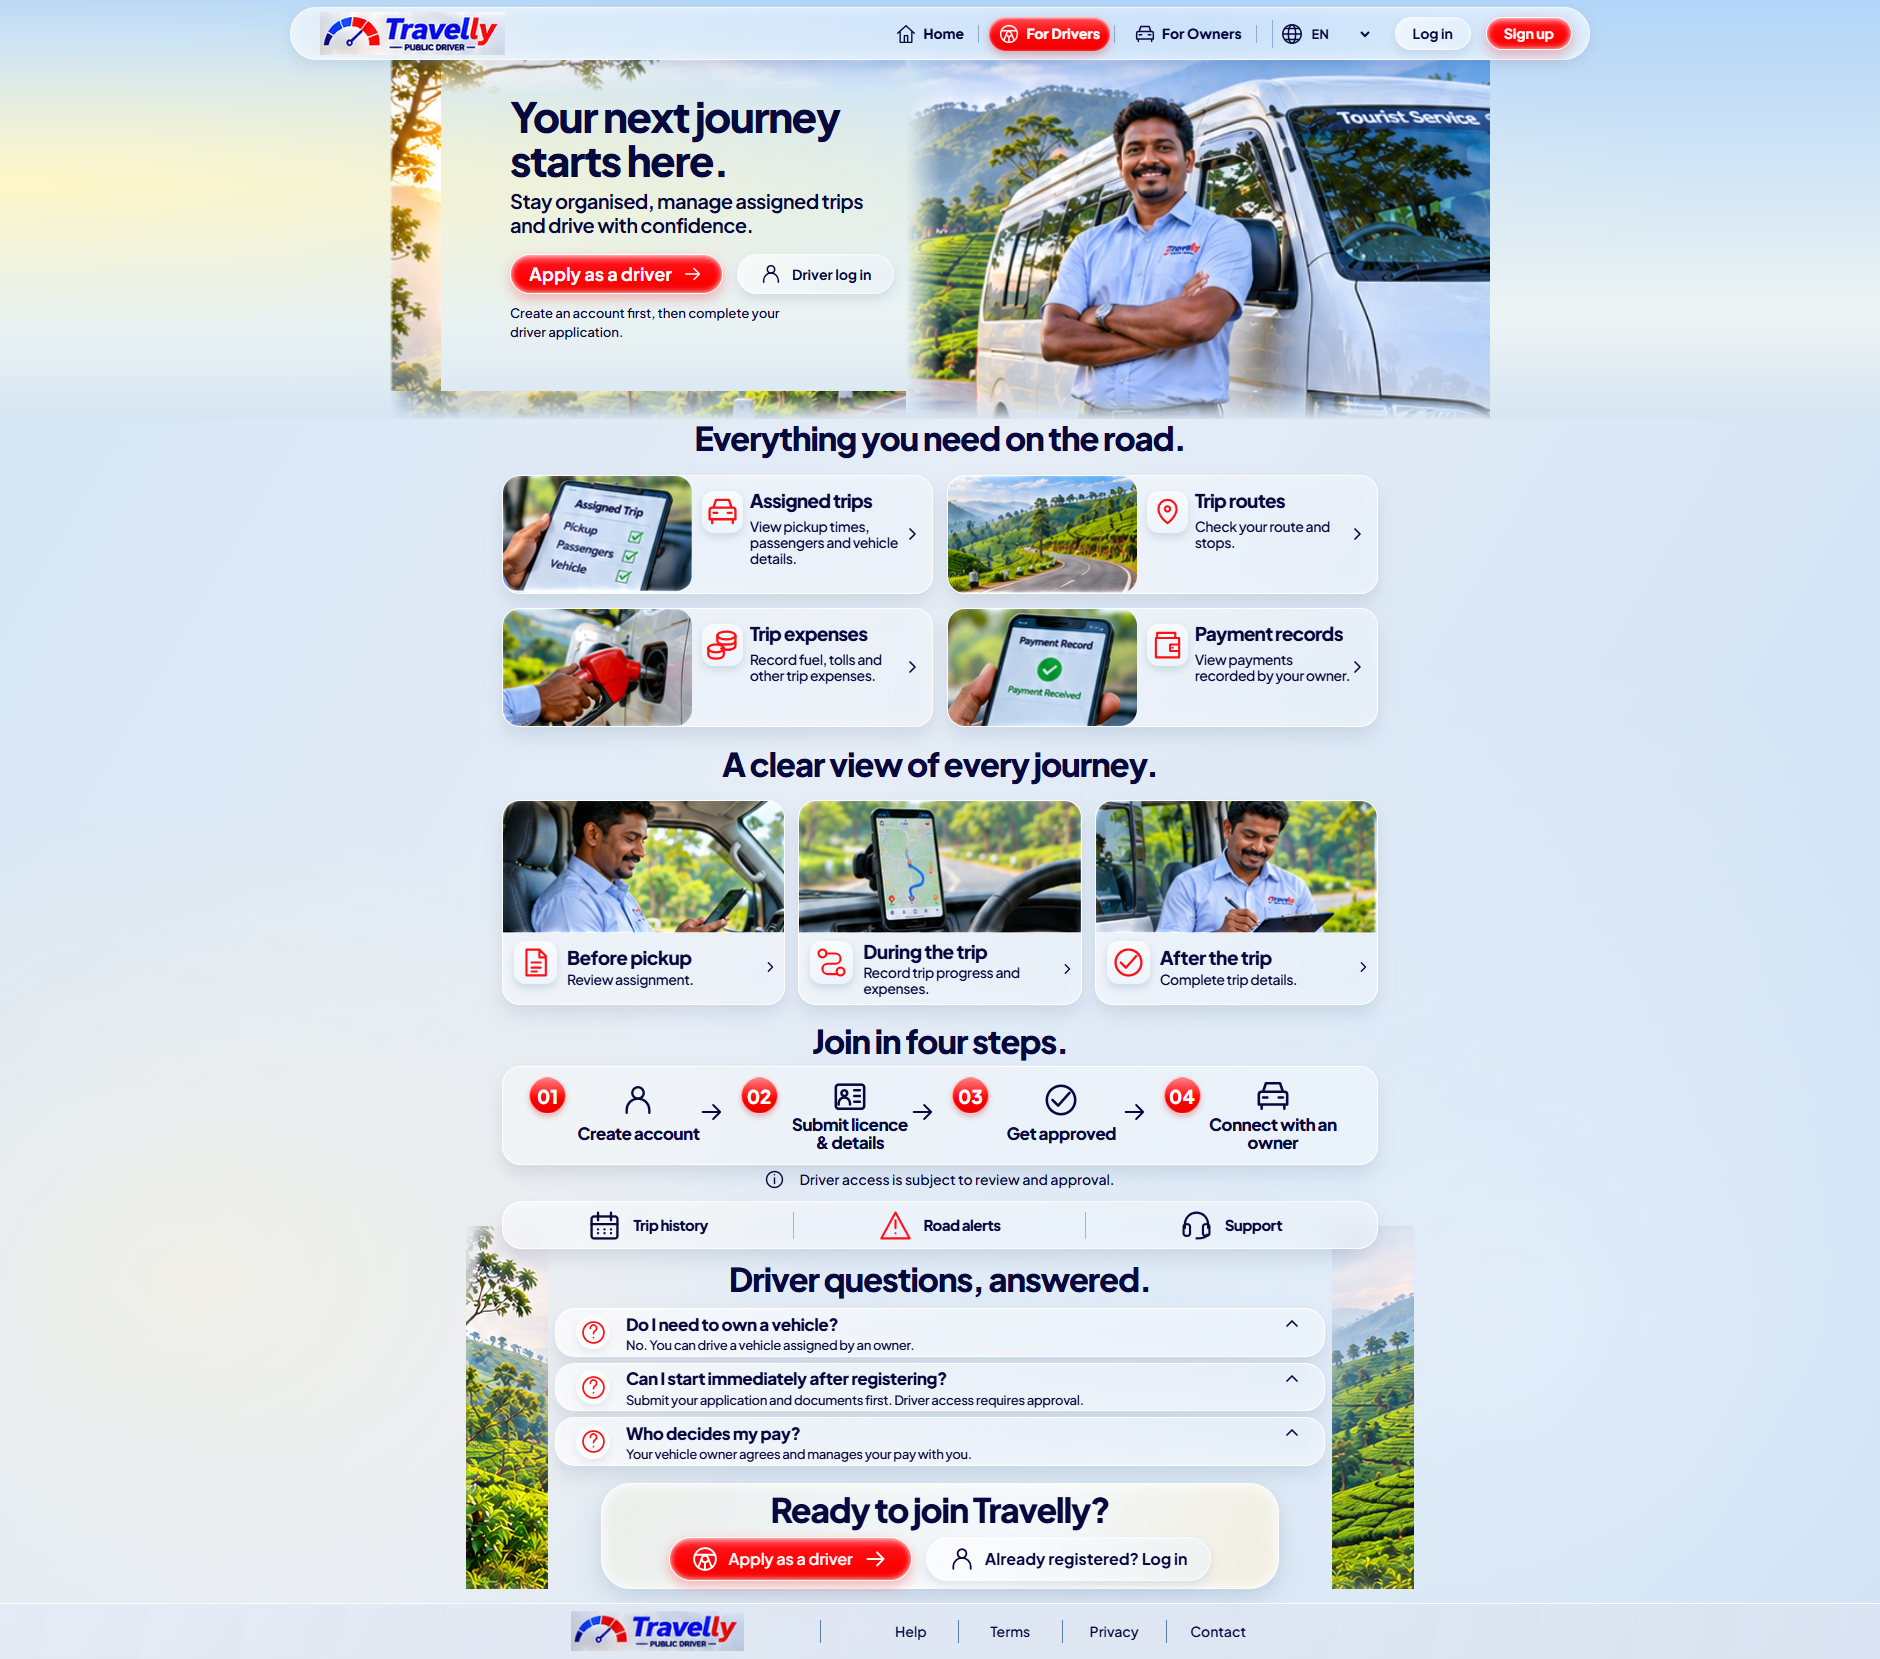 Travelly
PUBLIC DRIVER
Home
For Drivers
For Owners
EN
Log in
Sign up
Your next journey
starts here.
Stay organised, manage assigned trips
and drive with confidence.
Apply as a driver
Driver log in
Create an account first, then complete your
driver application.
Tourist Service
Travelly
Everything you need on the road.
Assigned Trip
Pickup
Passengers
Vehicle
Assigned trips
View pickup times,
passengers and vehicle
details.
Trip routes
Check your route and
stops.
Trip expenses
Record fuel, tolls and
other trip expenses.
Payment Record
Payment Received
Payment records
View payments
recorded by your owner.
A clear view of every journey.
Travelly
Before pickup
Review assignment.
During the trip
Record trip progress and
expenses.
After the trip
Complete trip details.
Join in four steps.
01
Create account
02
Submit licence
& details
03
Get approved
04
Connect with an
owner
Driver access is subject to review and approval.
Trip history
Road alerts
Support
Driver questions, answered.
Do I need to own a vehicle?
No. You can drive a vehicle assigned by an owner.
Can I start immediately after registering?
Submit your application and documents first. Driver access requires approval.
Who decides my pay?
Your vehicle owner agrees and manages your pay with you.
Ready to join Travelly?
Apply as a driver
Already registered? Log in
Travelly
PUBLIC DRIVER
Help
Terms
Privacy
Contact